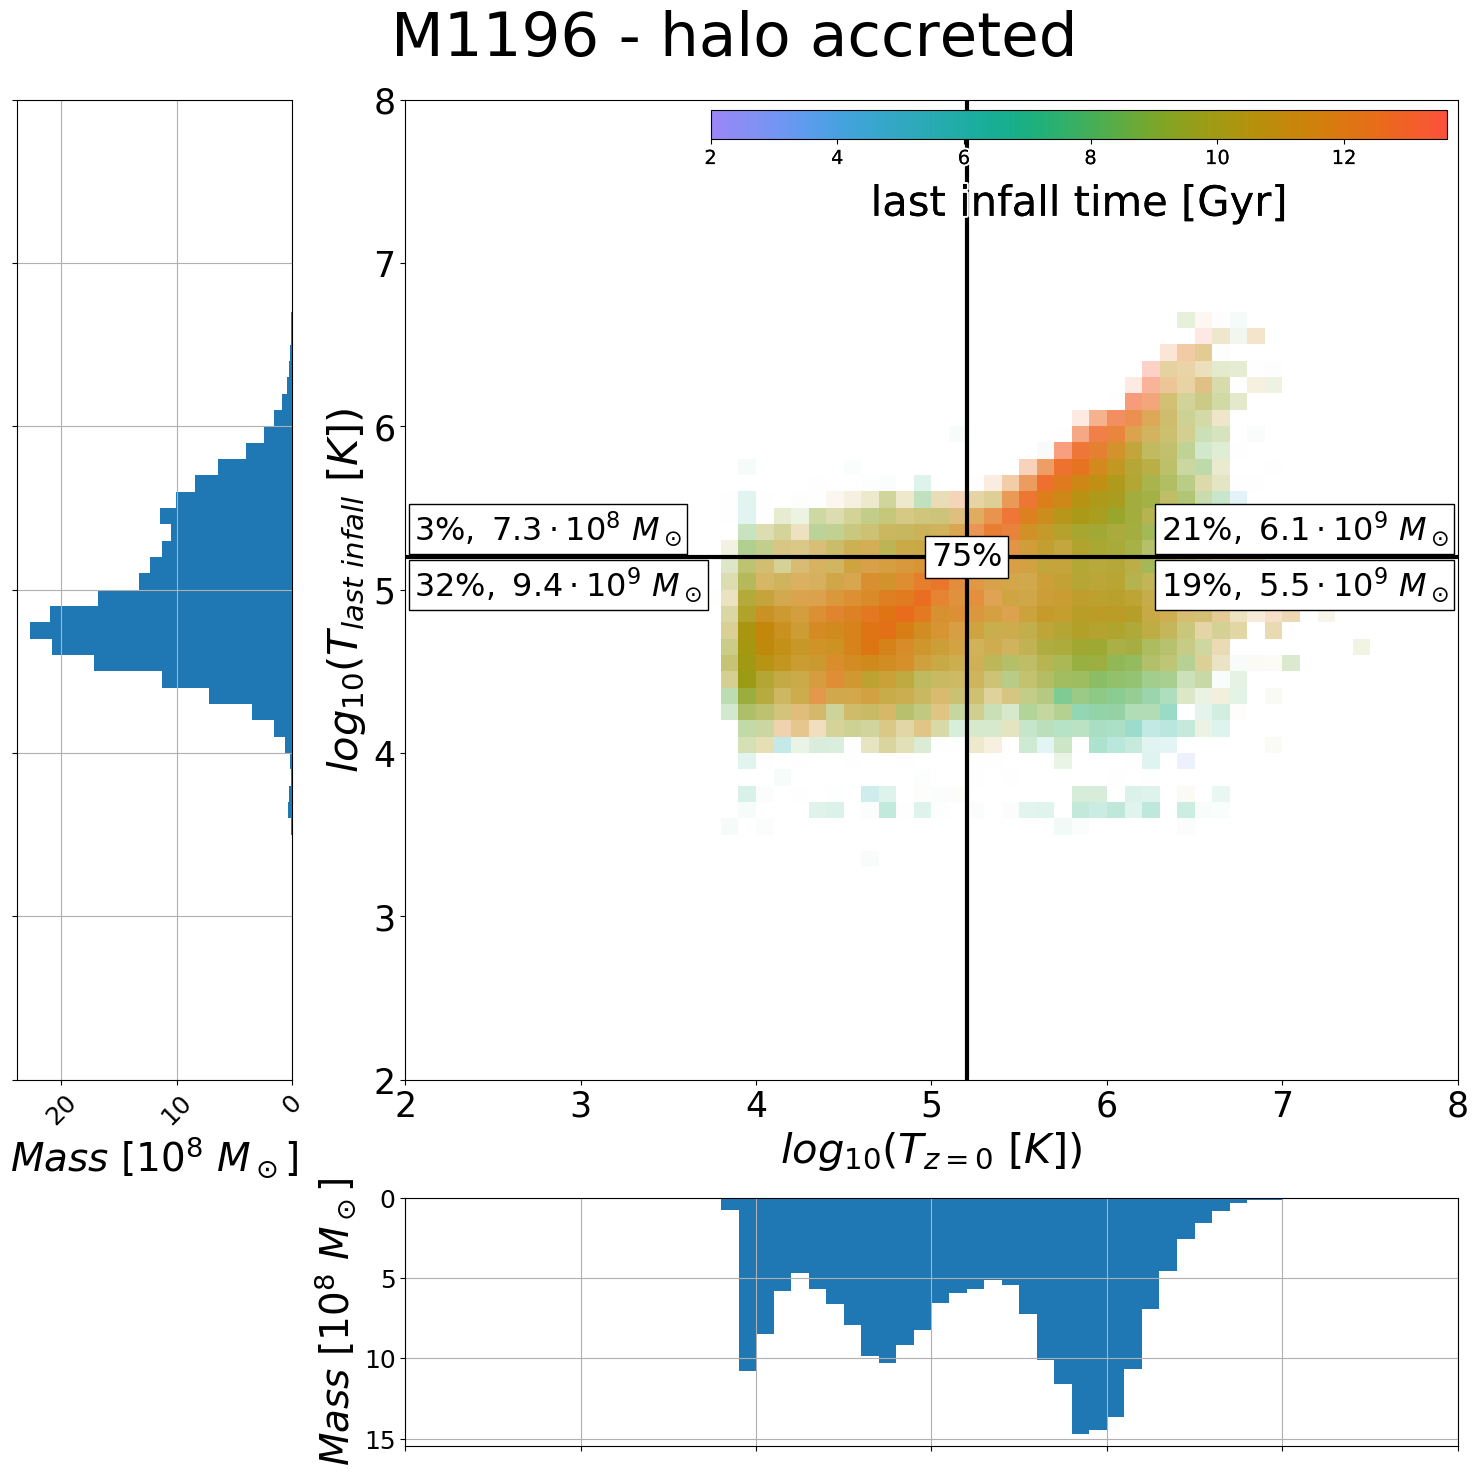 M1196 - halo accreted
8
7
6
5
4
3
2
log10(Tlast infall [K])
2 4 6 8 10 12
last infall time [Gyr]
3%, 7.3 · 10⁸ M⊙
21%, 6.1 · 10⁹ M⊙
75%
32%, 9.4 · 10⁹ M⊙
19%, 5.5 · 10⁹ M⊙
20 10 0
Mass [10⁸ M⊙]
2 3 4 5 6 7 8
log10(Tz = 0 [K])
0
5
10
15
Mass [10⁸ M⊙]